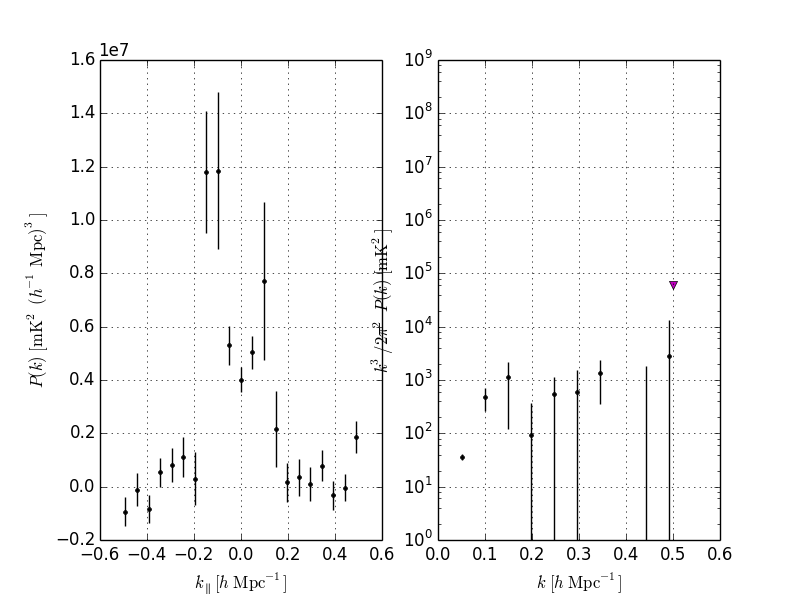 1e7
1.6
1.4
1.2
1.0
0.8
0.6
0.4
0.2
0.0
−0.2
−0.6 −0.4 −0.2 0.0 0.2 0.4 0.6
k∥ [h Mpc⁻¹]
P(k) [mK² (h⁻¹ Mpc)³]
10⁹
10⁸
10⁷
10⁶
10⁵
10⁴
10³
10²
10¹
10⁰
0.0 0.1 0.2 0.3 0.4 0.5 0.6
k [h Mpc⁻¹]
k³/2π² P(k) [mK²]